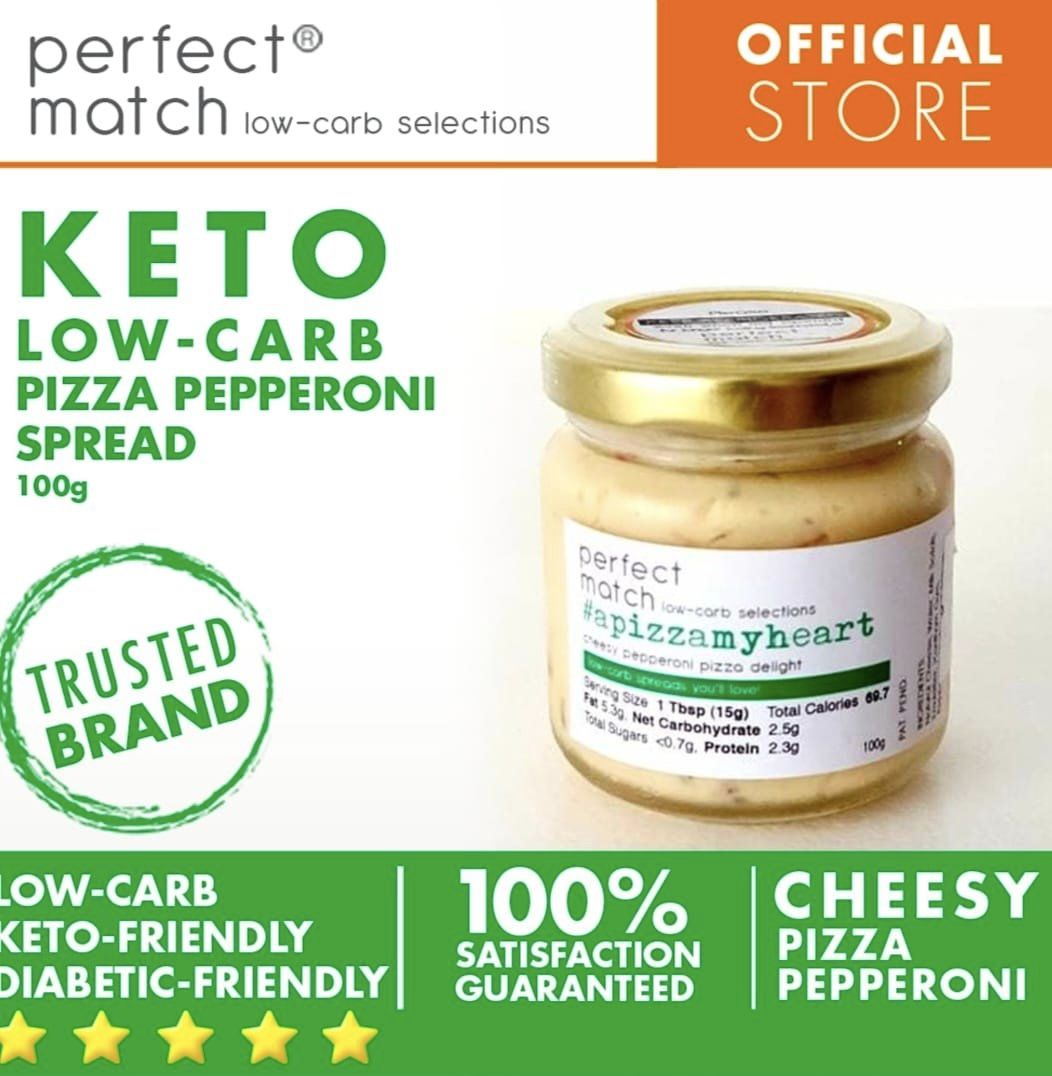 perfect®
match low-carb selections
OFFICIAL
STORE
KETO
LOW-CARB
PIZZA PEPPERONI
SPREAD
100g
TRUSTED
BRAND
perfect
match low-carb selections
#apizzamyheart
cheesy pepperoni pizza delight
low-carb spreads you'll love!
Serving Size 1 Tbsp (15g) Total Calories 69.7
Fat 5.3g, Net Carbohydrate 2.5g
Total Sugars <0.7g, Protein 2.3g
100g
PAT PEND
INGREDIENTS
LOW-CARB
KETO-FRIENDLY
DIABETIC-FRIENDLY
100%
SATISFACTION
GUARANTEED
CHEESY
PIZZA
PEPPERONI